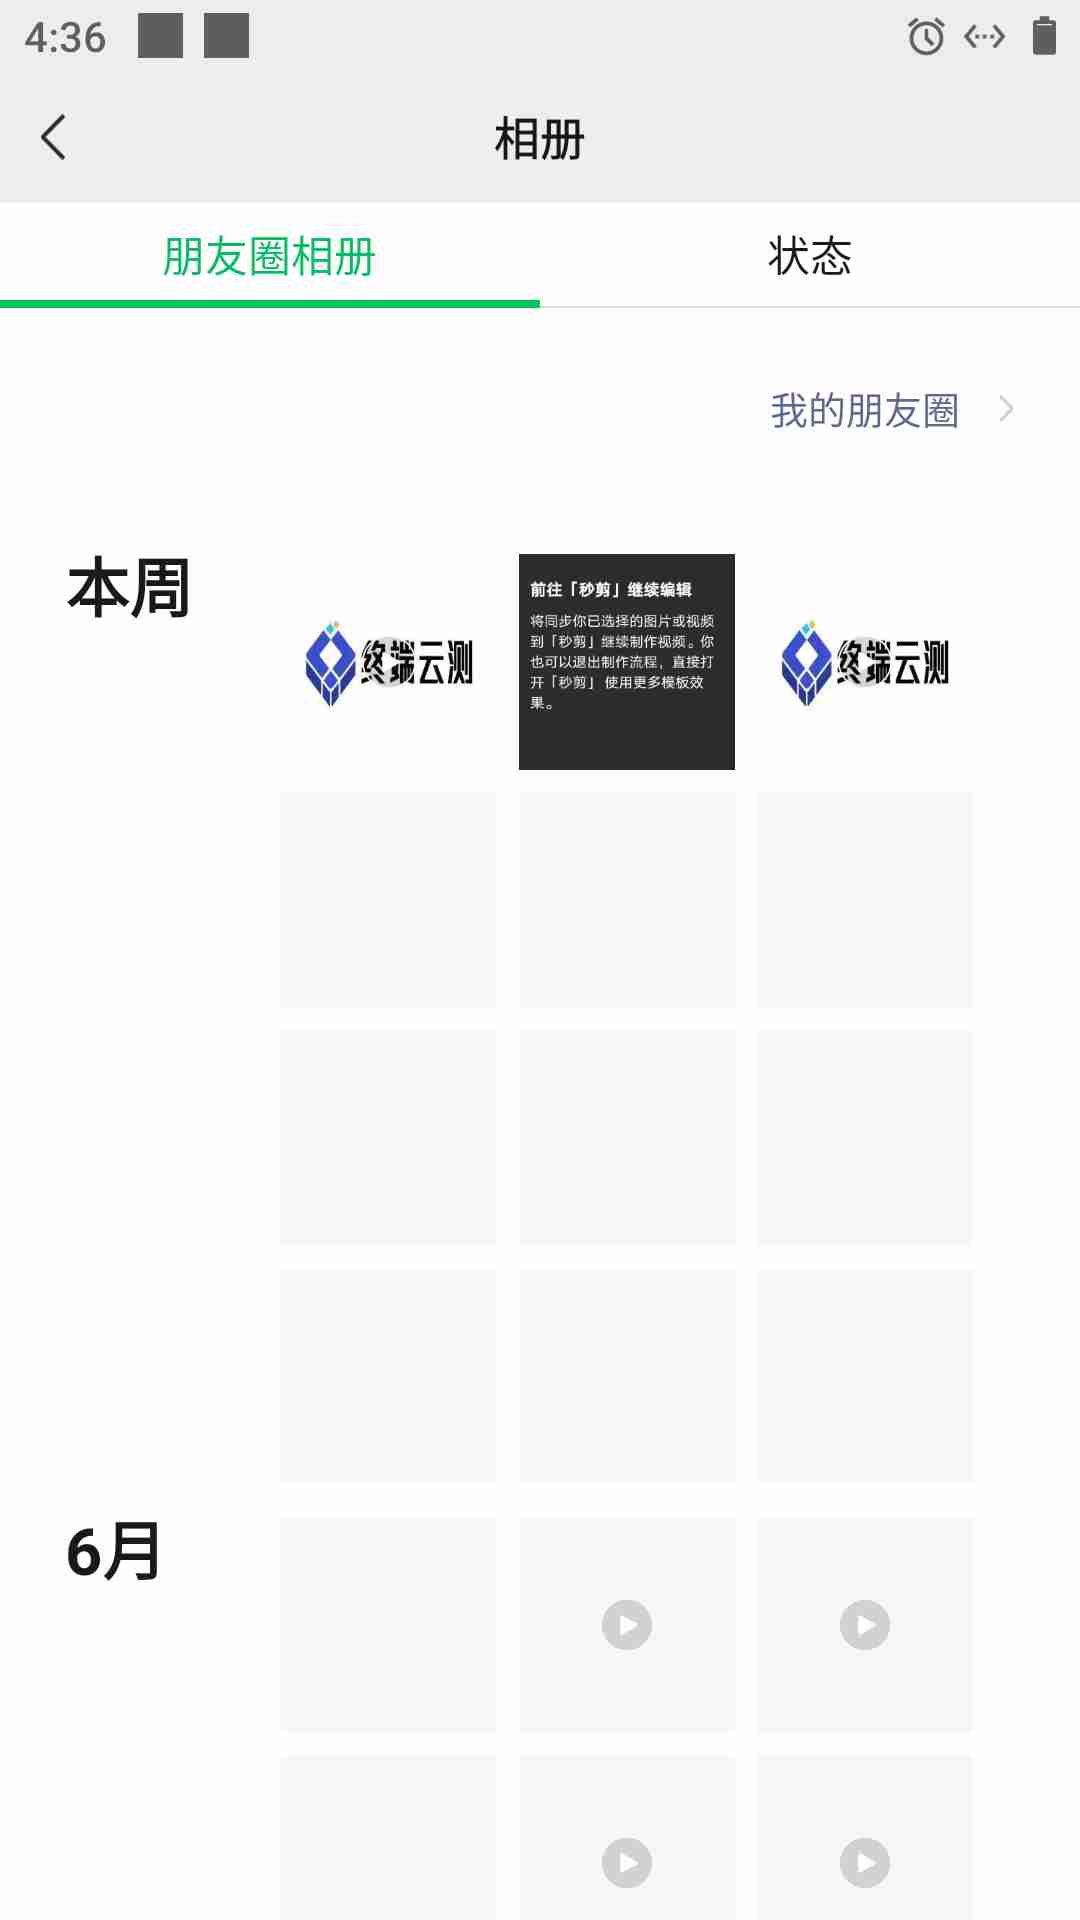 4:36
相册
朋友圈相册
状态
我的朋友圈
本周
终端云测
前往「秒剪」继续编辑
将同步你已选择的图片或视频
到「秒剪」继续制作视频。你
也可以退出制作流程，直接打
开「秒剪」 使用更多模板效
果。
终端云测
6月